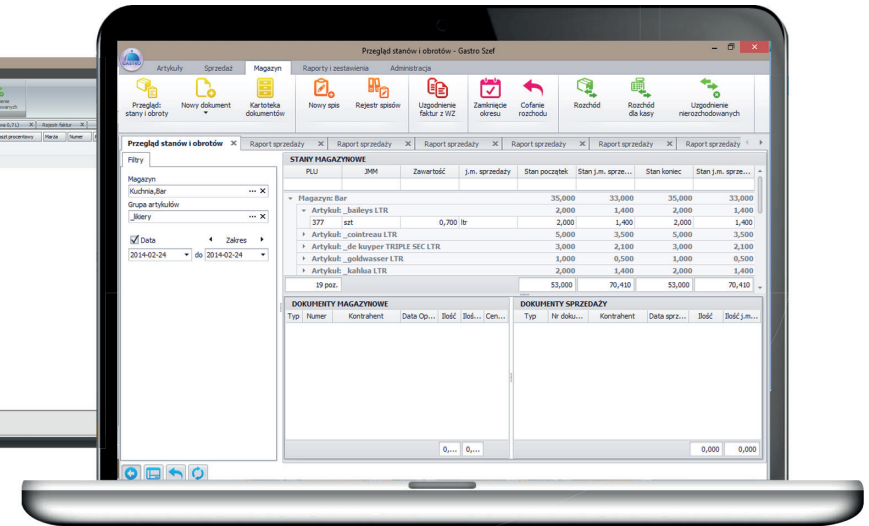 Przegląd stanów i obrotów - Gastro Szef
GASTRO
Artykuły Sprzedaż Magazyn Raporty i zestawienia Administracja
Przegląd: stany i obroty
Nowy dokument
Kartoteka dokumentów
Nowy spis
Rejestr spisów
Uzgodnienie faktur z WZ
Zamknięcie okresu
Cofanie rozchodu
Rozchód
Rozchód dla kasy
Uzgodnienie nierozchodowanych
Przegląd stanów i obrotów X Raport sprzedaży X Raport sprzedaży X Raport sprzedaży X Raport sprzedaży X Raport sprzedaży X Raport sprzedaży
Rejestr faktur X
Marża Numer
Filtry
Magazyn
Kuchnia,Bar ... X
Grupa artykułów
_likiery ... X
Data Zakres
2014-02-24 do 2014-02-24
STANY MAGAZYNOWE
PLU JMM Zawartość j.m. sprzedaży Stan początek Stan j.m. sprze... Stan koniec Stan j.m. sprze...
Magazyn: Bar 35,000 33,000 35,000 33,000
Artykuł: _baileys LTR 2,000 1,400 2,000 1,400
377 szt 0,700 ltr 2,000 1,400 2,000 1,400
Artykuł: _cointreau LTR 5,000 3,500 5,000 3,500
Artykuł: _de kuyper TRIPLE SEC LTR 3,000 2,100 3,000 2,100
Artykuł: _goldwasser LTR 1,000 0,500 1,000 0,500
Artykuł: _kahlua LTR 2,000 1,400 2,000 1,400
19 poz. 53,000 70,410 53,000 70,410
DOKUMENTY MAGAZYNOWE
Typ Numer Kontrahent Data Op... Ilość Iloś... Cen...
0,... 0,...
DOKUMENTY SPRZEDAŻY
Typ Nr doku... Kontrahent Data sprz... Ilość Ilość j.m...
0,000 0,000